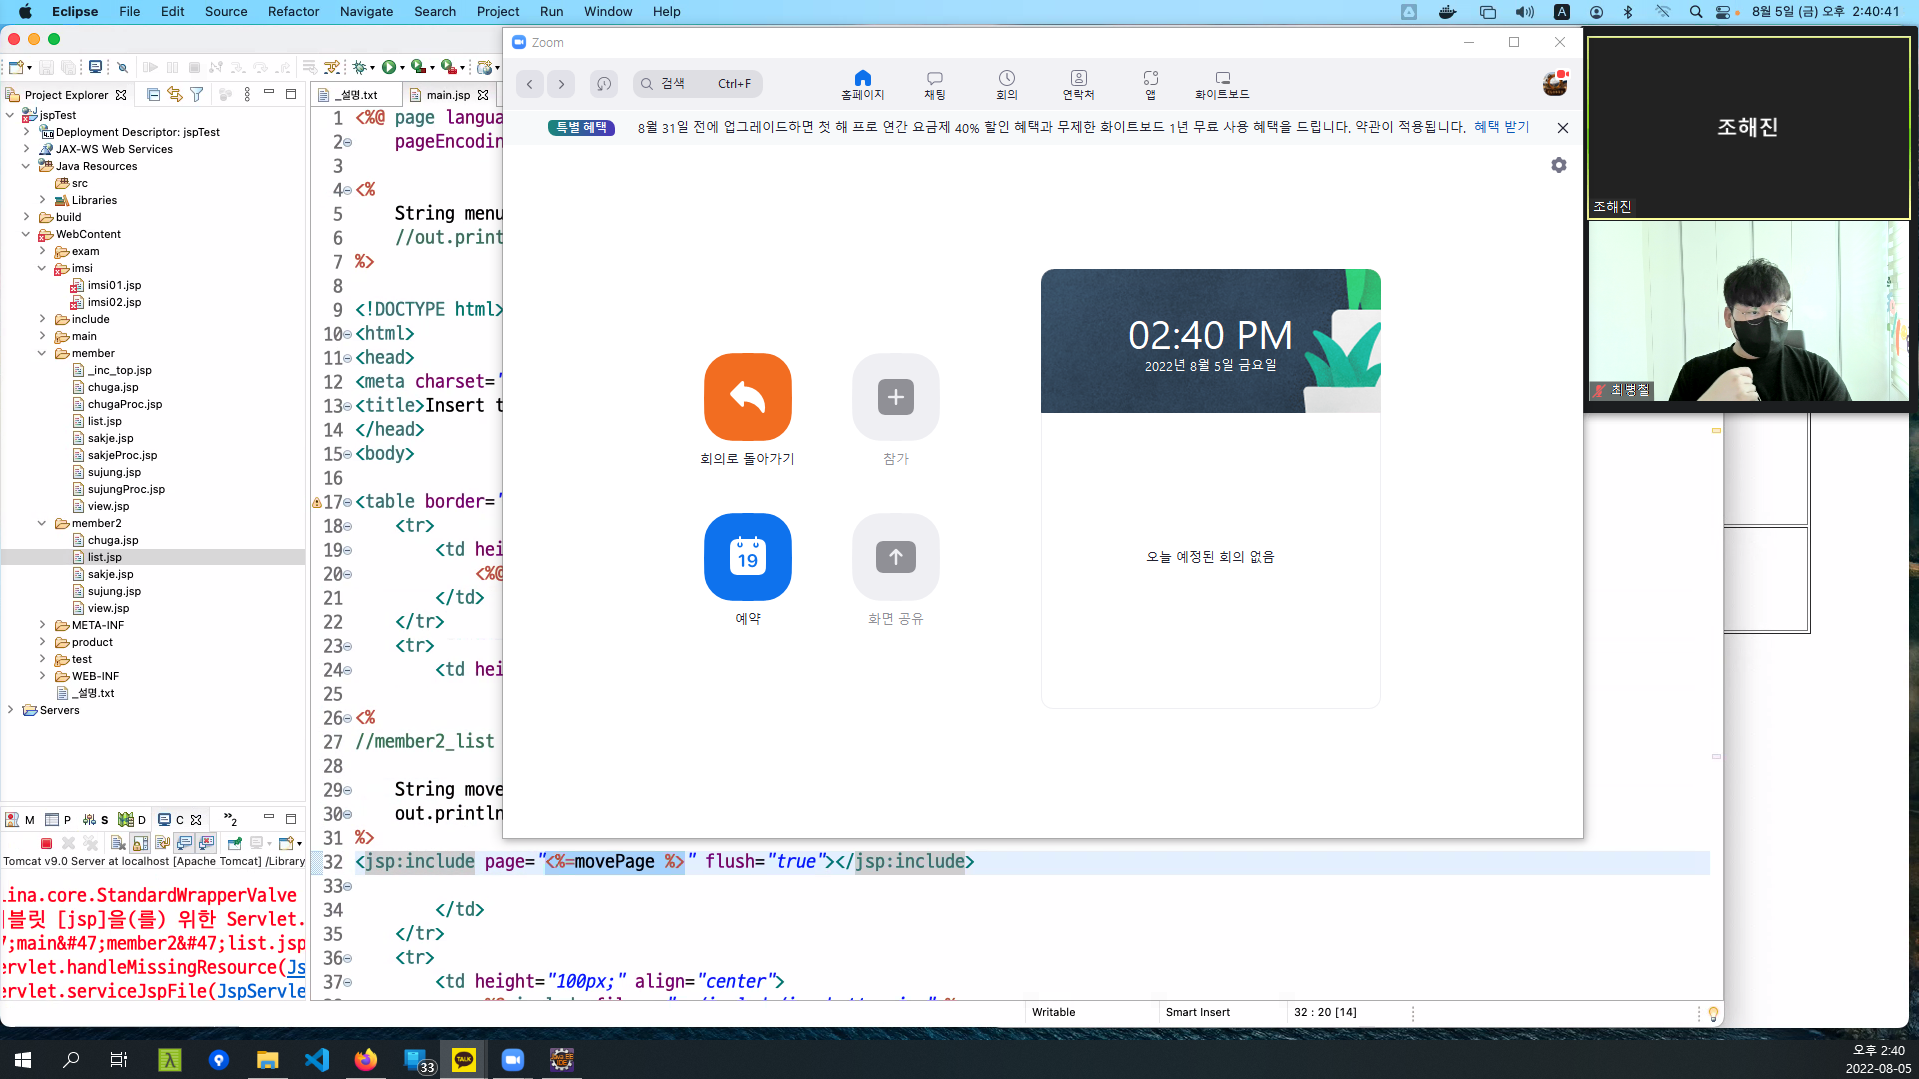 Eclipse File Edit Source Refactor Navigate Search Project Run Window Help
A
8월 5일 (금) 오후 2:40:41
Project Explorer
jspTest
Deployment Descriptor: jspTest
JAX-WS Web Services
Java Resources
src
Libraries
build
WebContent
exam
imsi
imsi01.jsp
imsi02.jsp
include
main
member
_inc_top.jsp
chuga.jsp
chugaProc.jsp
list.jsp
sakje.jsp
sakjeProc.jsp
sujung.jsp
sujungProc.jsp
view.jsp
member2
chuga.jsp
list.jsp
sakje.jsp
sujung.jsp
view.jsp
META-INF
product
test
WEB-INF
_설명.txt
Servers
M P S D C »2
Tomcat v9.0 Server at localhost [Apache Tomcat] /Library
ina.core.StandardWrapperValve
블릿 [jsp]을(를) 위한 Servlet.
;main&#47;member2&#47;list.jsp
ervlet.handleMissingResource(Js
ervlet.serviceJspFile(JspServle
_설명.txt
main.jsp
1 <%@ page langua
2 pageEncodin
3
4 <%
5 String menu
6 //out.print
7 %>
8
9 <!DOCTYPE html>
10 <html>
11 <head>
12 <meta charset="
13 <title>Insert t
14 </head>
15 <body>
16
17 <table border="
18 <tr>
19 <td hei
20 <%@
21 </td>
22 </tr>
23 <tr>
24 <td hei
25
26 <%
27 //member2_list
28
29 String move
30 out.println
31 %>
32 <jsp:include page="<%=movePage %>" flush="true"></jsp:include>
33
34 </td>
35 </tr>
36 <tr>
37 <td height="100px;" align="center">
Writable
Smart Insert
32 : 20 [14]
Zoom
검색 Ctrl+F
홈페이지
채팅
회의
연락처
앱
화이트보드
특별 혜택
8월 31일 전에 업그레이드하면 첫 해 프로 연간 요금제 40% 할인 혜택과 무제한 화이트보드 1년 무료 사용 혜택을 드립니다. 약관이 적용됩니다. 혜택 받기
회의로 돌아가기
참가
19
예약
화면 공유
02:40 PM
2022년 8월 5일 금요일
오늘 예정된 회의 없음
조해진
조해진
최병철
33
TALK
오후 2:40
2022-08-05